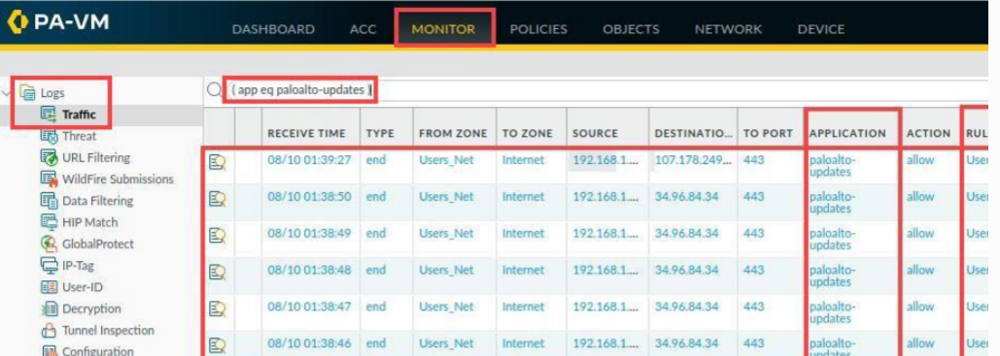 PA-VM
DASHBOARD ACC MONITOR POLICIES OBJECTS NETWORK DEVICE
Logs
Traffic
Threat
URL Filtering
WildFire Submissions
Data Filtering
HIP Match
GlobalProtect
IP-Tag
User-ID
Decryption
Tunnel Inspection
Configuration
( app eq paloalto-updates )
RECEIVE TIME TYPE FROM ZONE TO ZONE SOURCE DESTINATIO... TO PORT APPLICATION ACTION RUL
08/10 01:39:27 end Users_Net Internet 192.168.1.... 107.178.249... 443 paloalto-updates allow User
08/10 01:38:50 end Users_Net Internet 192.168.1.... 34.96.84.34 443 paloalto-updates allow User
08/10 01:38:49 end Users_Net Internet 192.168.1.... 34.96.84.34 443 paloalto-updates allow User
08/10 01:38:48 end Users_Net Internet 192.168.1.... 34.96.84.34 443 paloalto-updates allow User
08/10 01:38:47 end Users_Net Internet 192.168.1.... 34.96.84.34 443 paloalto-updates allow User
08/10 01:38:46 end Users_Net Internet 192.168.1.... 34.96.84.34 443 paloalto-updates allow User